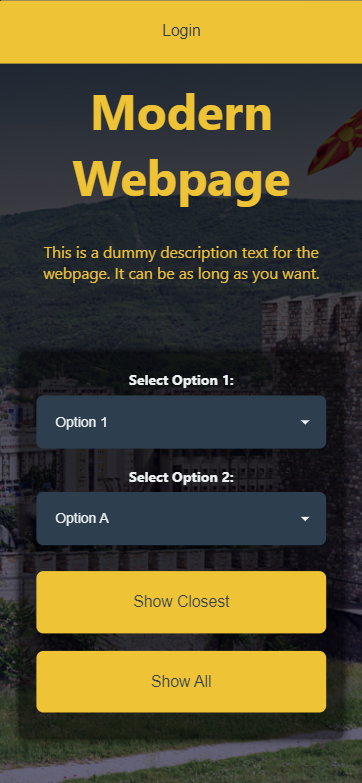 Login
Modern
Webpage
This is a dummy description text for the
webpage. It can be as long as you want.
Select Option 1:
Option 1
Select Option 2:
Option A
Show Closest
Show All